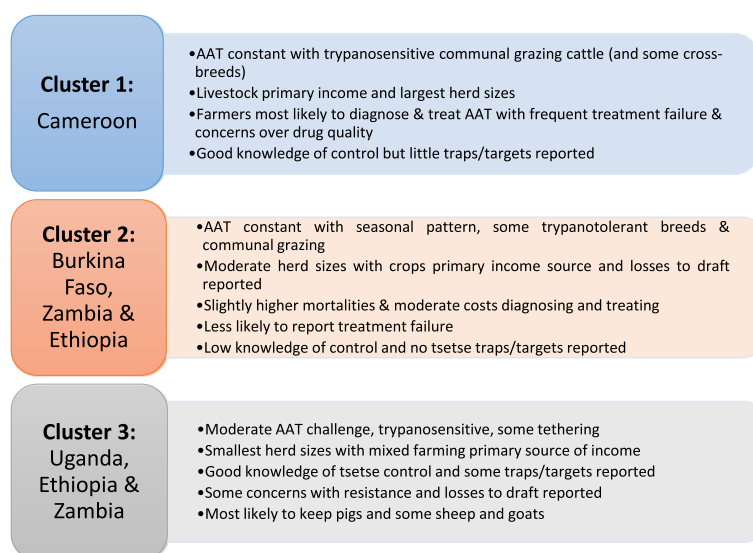 Cluster 1:
Cameroon
•AAT constant with trypanosensitive communal grazing cattle (and some cross-
breeds)
•Livestock primary income and largest herd sizes
•Farmers most likely to diagnose & treat AAT with frequent treatment failure &
concerns over drug quality
•Good knowledge of control but little traps/targets reported
Cluster 2:
Burkina
Faso,
Zambia &
Ethiopia
•AAT constant with seasonal pattern, some trypanotolerant breeds &
communal grazing
•Moderate herd sizes with crops primary income source and losses to draft
reported
•Slightly higher mortalities & moderate costs diagnosing and treating
•Less likely to report treatment failure
•Low knowledge of control and no tsetse traps/targets reported
Cluster 3:
Uganda,
Ethiopia &
Zambia
•Moderate AAT challenge, trypanosensitive, some tethering
•Smallest herd sizes with mixed farming primary source of income
•Good knowledge of tsetse control and some traps/targets reported
•Some concerns with resistance and losses to draft reported
•Most likely to keep pigs and some sheep and goats